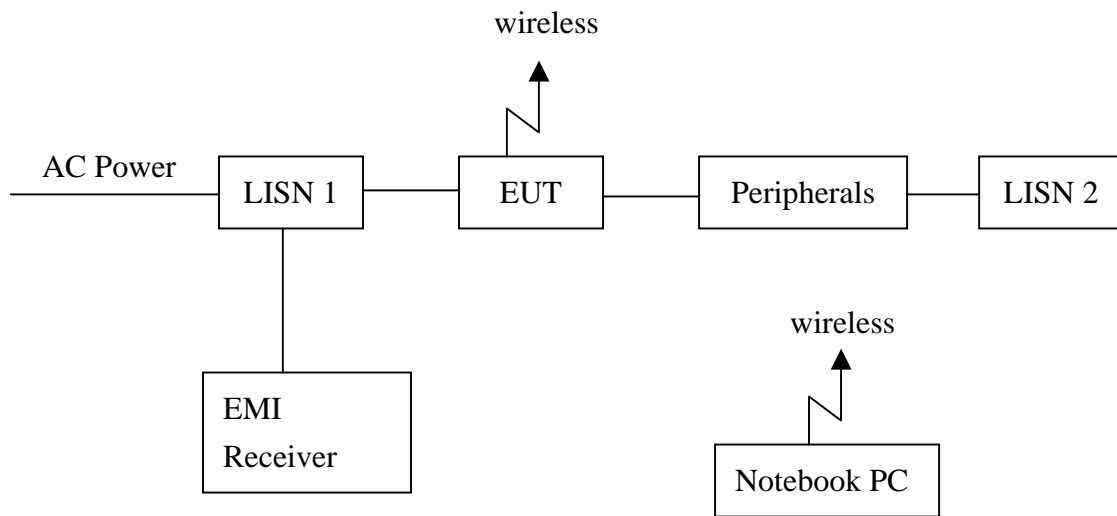 wireless
AC Power
LISN 1
EUT
Peripherals
LISN 2
wireless
EMI
Receiver
Notebook PC